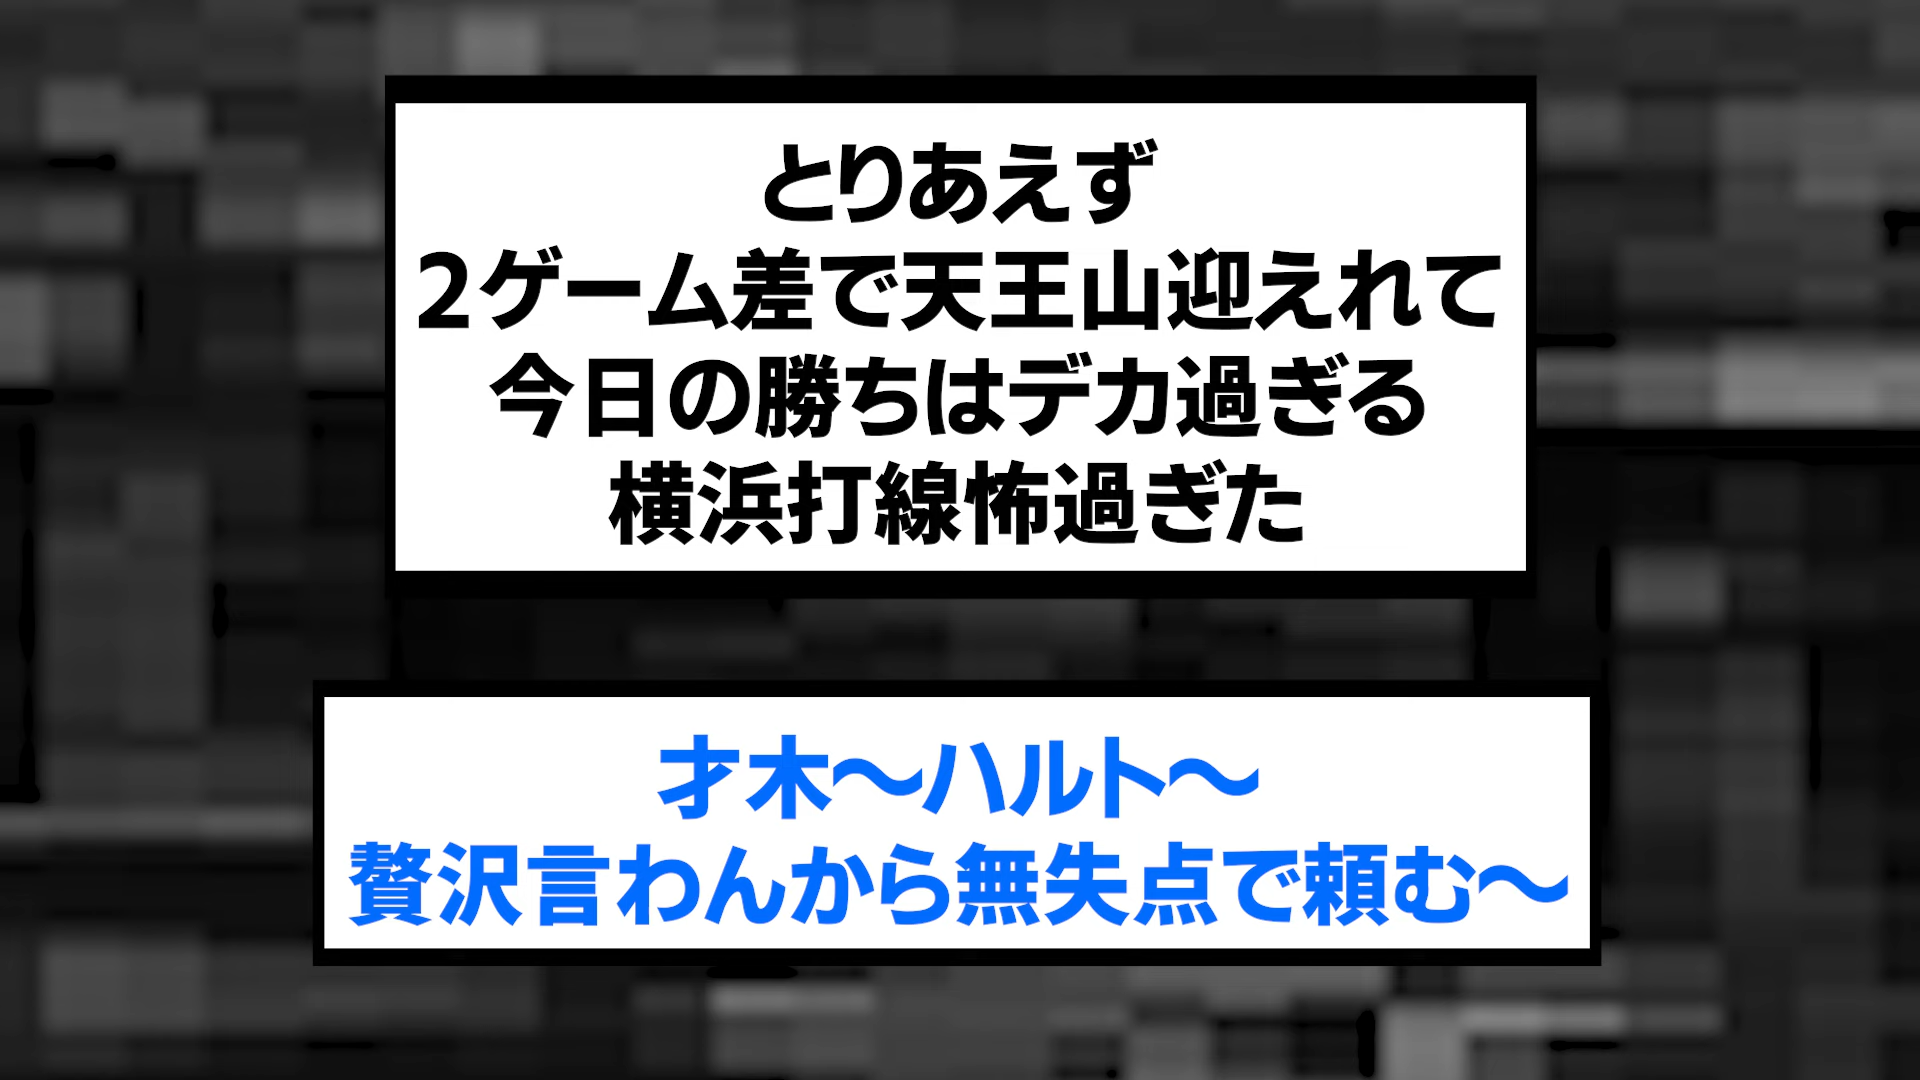 とりあえず
２ゲーム差で天王山迎えれて
今日の勝ちはデカ過ぎる
横浜打線怖過ぎた
才木～ハルト～
贅沢言わんから無失点で頼む～